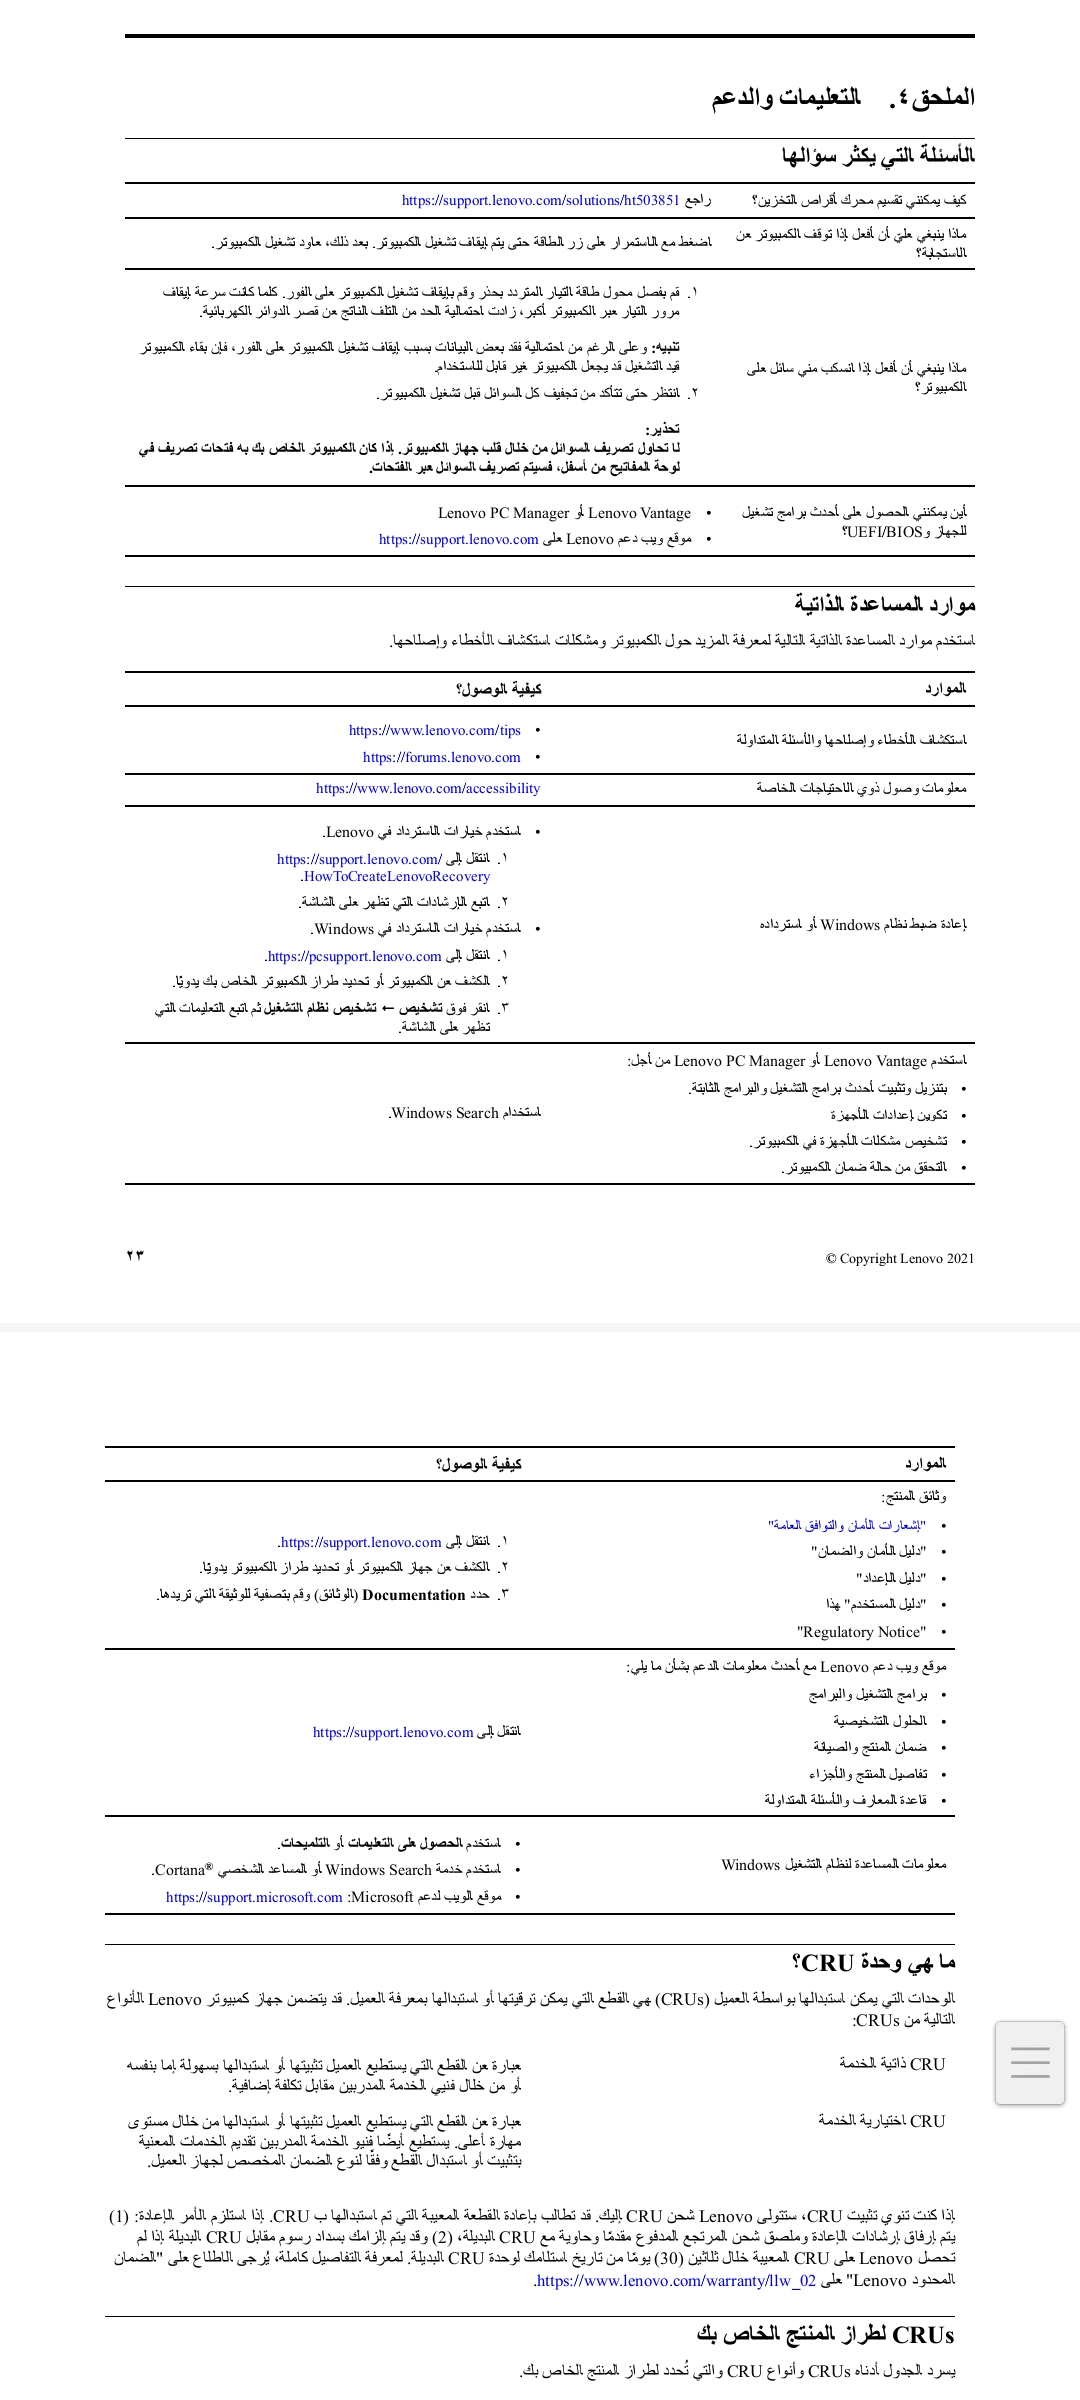 الملحق ٤. التعليمات والدعم
الأسئلة التي يكثر سؤالها
كيف يمكنني تقسيم محرك أقراص التخزين؟
راجع https://support.lenovo.com/solutions/ht503851
ماذا ينبغي عليّ أن أفعل إذا توقف الكمبيوتر عن
الاستجابة؟
اضغط مع الاستمرار على زر الطاقة حتى يتم إيقاف تشغيل الكمبيوتر. بعد ذلك، عاود تشغيل الكمبيوتر.
ماذا ينبغي أن أفعل إذا انسكب مني سائل على
الكمبيوتر؟
١. قم بفصل محول طاقة التيار المتردد بحذر وقم بإيقاف تشغيل الكمبيوتر على الفور. كلما كانت سرعة إيقاف
مرور التيار عبر الكمبيوتر أكبر، زادت احتمالية الحد من التلف الناتج عن قصر الدوائر الكهربائية.
تنبيه: وعلى الرغم من احتمالية فقد بعض البيانات بسبب إيقاف تشغيل الكمبيوتر على الفور، فإن بقاء الكمبيوتر
قيد التشغيل قد يجعل الكمبيوتر غير قابل للاستخدام.
٢. انتظر حتى تتأكد من تجفيف كل السوائل قبل تشغيل الكمبيوتر.
تحذير:
لا تحاول تصريف السوائل من خلال قلب جهاز الكمبيوتر. إذا كان الكمبيوتر الخاص بك به فتحات تصريف في
لوحة المفاتيح من أسفل، فسيتم تصريف السوائل عبر الفتحات.
أين يمكنني الحصول على أحدث برامج تشغيل
للجهاز وUEFI/BIOS؟
• Lenovo Vantage أو Lenovo PC Manager
• موقع ويب دعم Lenovo على https://support.lenovo.com
موارد المساعدة الذاتية
استخدم موارد المساعدة الذاتية التالية لمعرفة المزيد حول الكمبيوتر ومشكلات استكشاف الأخطاء وإصلاحها.
الموارد
كيفية الوصول؟
استكشاف الأخطاء وإصلاحها والأسئلة المتداولة
• https://www.lenovo.com/tips
• https://forums.lenovo.com
معلومات وصول ذوي الاحتياجات الخاصة
https://www.lenovo.com/accessibility
إعادة ضبط نظام Windows أو استرداده
• استخدم خيارات الاسترداد في Lenovo.
١. انتقل إلى https://support.lenovo.com/
HowToCreateLenovoRecovery.
٢. اتبع الإرشادات التي تظهر على الشاشة.
• استخدم خيارات الاسترداد في Windows.
١. انتقل إلى https://pcsupport.lenovo.com.
٢. الكشف عن الكمبيوتر أو تحديد طراز الكمبيوتر الخاص بك يدويًا.
٣. انقر فوق تشخيص ← تشخيص نظام التشغيل ثم اتبع التعليمات التي
تظهر على الشاشة.
استخدم Lenovo Vantage أو Lenovo PC Manager من أجل:
• بتنزيل وتثبيت أحدث برامج التشغيل والبرامج الثابتة.
• تكوين إعدادات الأجهزة
• تشخيص مشكلات الأجهزة في الكمبيوتر.
• التحقق من حالة ضمان الكمبيوتر.
استخدام Windows Search.
© Copyright Lenovo 2021
٢٣
الموارد
كيفية الوصول؟
وثائق المنتج:
• "إشعارات الأمان والتوافق العامة"
• "دليل الأمان والضمان"
• "دليل الإعداد"
• "دليل المستخدم" هذا
• "Regulatory Notice"
١. انتقل إلى https://support.lenovo.com.
٢. الكشف عن جهاز الكمبيوتر أو تحديد طراز الكمبيوتر يدويًا.
٣. حدد Documentation (الوثائق) وقم بتصفية للوثيقة التي تريدها.
موقع ويب دعم Lenovo مع أحدث معلومات الدعم بشأن ما يلي:
• برامج التشغيل والبرامج
• الحلول التشخيصية
• ضمان المنتج والصيانة
• تفاصيل المنتج والأجزاء
• قاعدة المعارف والأسئلة المتداولة
انتقل إلى https://support.lenovo.com
معلومات المساعدة لنظام التشغيل Windows
• استخدم الحصول على التعليمات أو التلميحات.
• استخدم خدمة Windows Search أو المساعد الشخصي Cortana®.
• موقع الويب لدعم Microsoft: https://support.microsoft.com
ما هي وحدة CRU؟
الوحدات التي يمكن استبدالها بواسطة العميل (CRUs) هي القطع التي يمكن ترقيتها أو استبدالها بمعرفة العميل. قد يتضمن جهاز كمبيوتر Lenovo الأنواع
التالية من CRUs:
CRU ذاتية الخدمة
عبارة عن القطع التي يستطيع العميل تثبيتها أو استبدالها بسهولة إما بنفسه
أو من خلال فنيي الخدمة المدربين مقابل تكلفة إضافية.
CRU اختيارية الخدمة
عبارة عن القطع التي يستطيع العميل تثبيتها أو استبدالها من خلال مستوى
مهارة أعلى. يستطيع أيضًا فنيو الخدمة المدربين تقديم الخدمات المعنية
بتثبيت أو استبدال القطع وفقًا لنوع الضمان المخصص لجهاز العميل.
إذا كنت تنوي تثبيت CRU، ستتولى Lenovo شحن CRU إليك. قد تطالب بإعادة القطعة المعيبة التي تم استبدالها ب CRU. إذا استلزم الأمر الإعادة: (1)
يتم إرفاق إرشادات الإعادة وملصق شحن المرتجع المدفوع مقدمًا وحاوية مع CRU البديلة، (2) وقد يتم إلزامك بسداد رسوم مقابل CRU البديلة إذا لم
تحصل Lenovo على CRU المعيبة خلال ثلاثين (30) يومًا من تاريخ استلامك لوحدة CRU البديلة. لمعرفة التفاصيل كاملة، يُرجى الاطلاع على "الضمان
المحدود Lenovo" على https://www.lenovo.com/warranty/llw_02.
CRUs لطراز المنتج الخاص بك
يسرد الجدول أدناه CRUs وأنواع CRU والتي تُحدد لطراز المنتج الخاص بك.